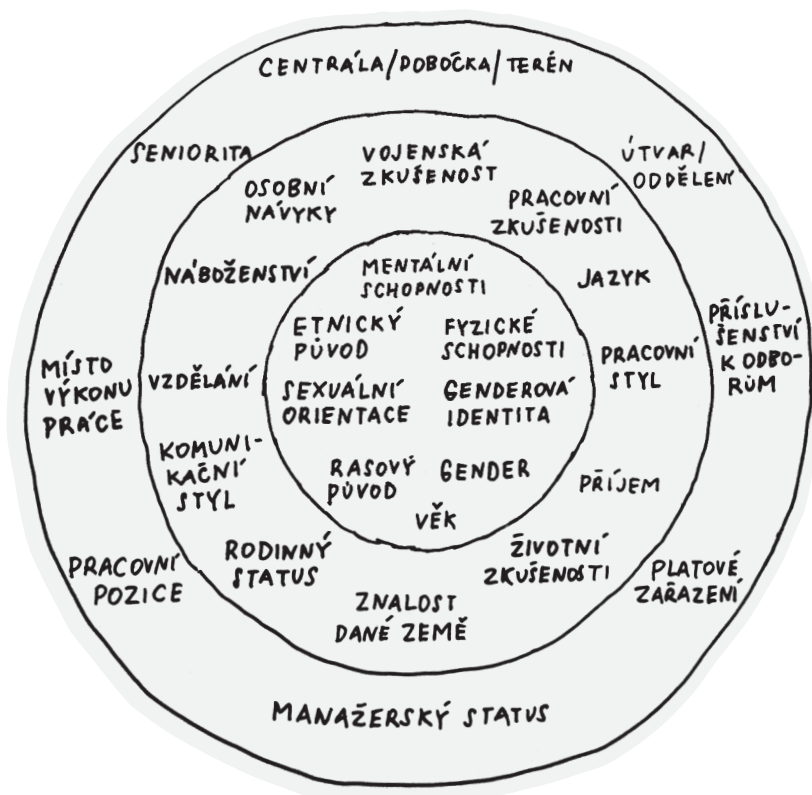 CENTRÁLA/DOBOČKA/TERÉN
SENIORITA
ÚTVAR/
ODDĚLENÍ
PŘÍSLU-
ŠENSTVÍ
K ODBO-
RŮM
PLATOVÉ
ZAŘAZENÍ
MANAŽERSKÝ STATUS
PRACOVNÍ
POZICE
MÍSTO
VÝKONU
PRÁCE
VOJENSKÁ
ZKUŠENOST
OSOBNÍ
NÁVYKY
PRACOVNÍ
ZKUŠENOSTI
NÁBOŽENSTVÍ
JAZYK
VZDĚLÁNÍ
PRACOVNÍ
STYL
KOMUNI-
KAČNÍ
STYL
PŘÍJEM
RODINNÝ
STATUS
ŽIVOTNÍ
ZKUŠENOSTI
ZNALOST
DANÉ ZEMĚ
MENTÁLNÍ
SCHOPNOSTI
ETNICKÝ
PŮVOD
FYZICKÉ
SCHOPNOSTI
SEXUÁLNÍ
ORIENTACE
GENDEROVÁ
IDENTITA
RASOVÝ
PŮVOD
GENDER
VĚK